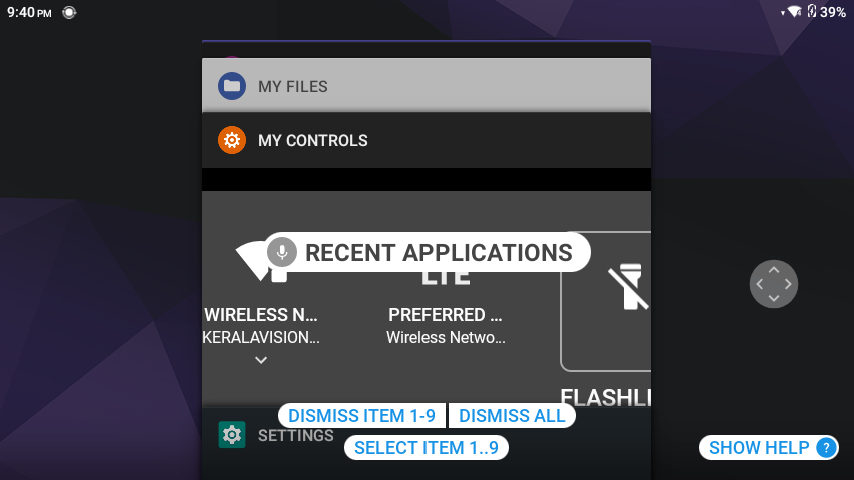 9:40 PM
39%
MY FILES
MY CONTROLS
RECENT APPLICATIONS
LTE
WIRELESS N...
PREFERRED ...
KERALAVISION...
Wireless Netwo...
FLASHLI
DISMISS ITEM 1-9
DISMISS ALL
SETTINGS
SELECT ITEM 1..9
SHOW HELP ?